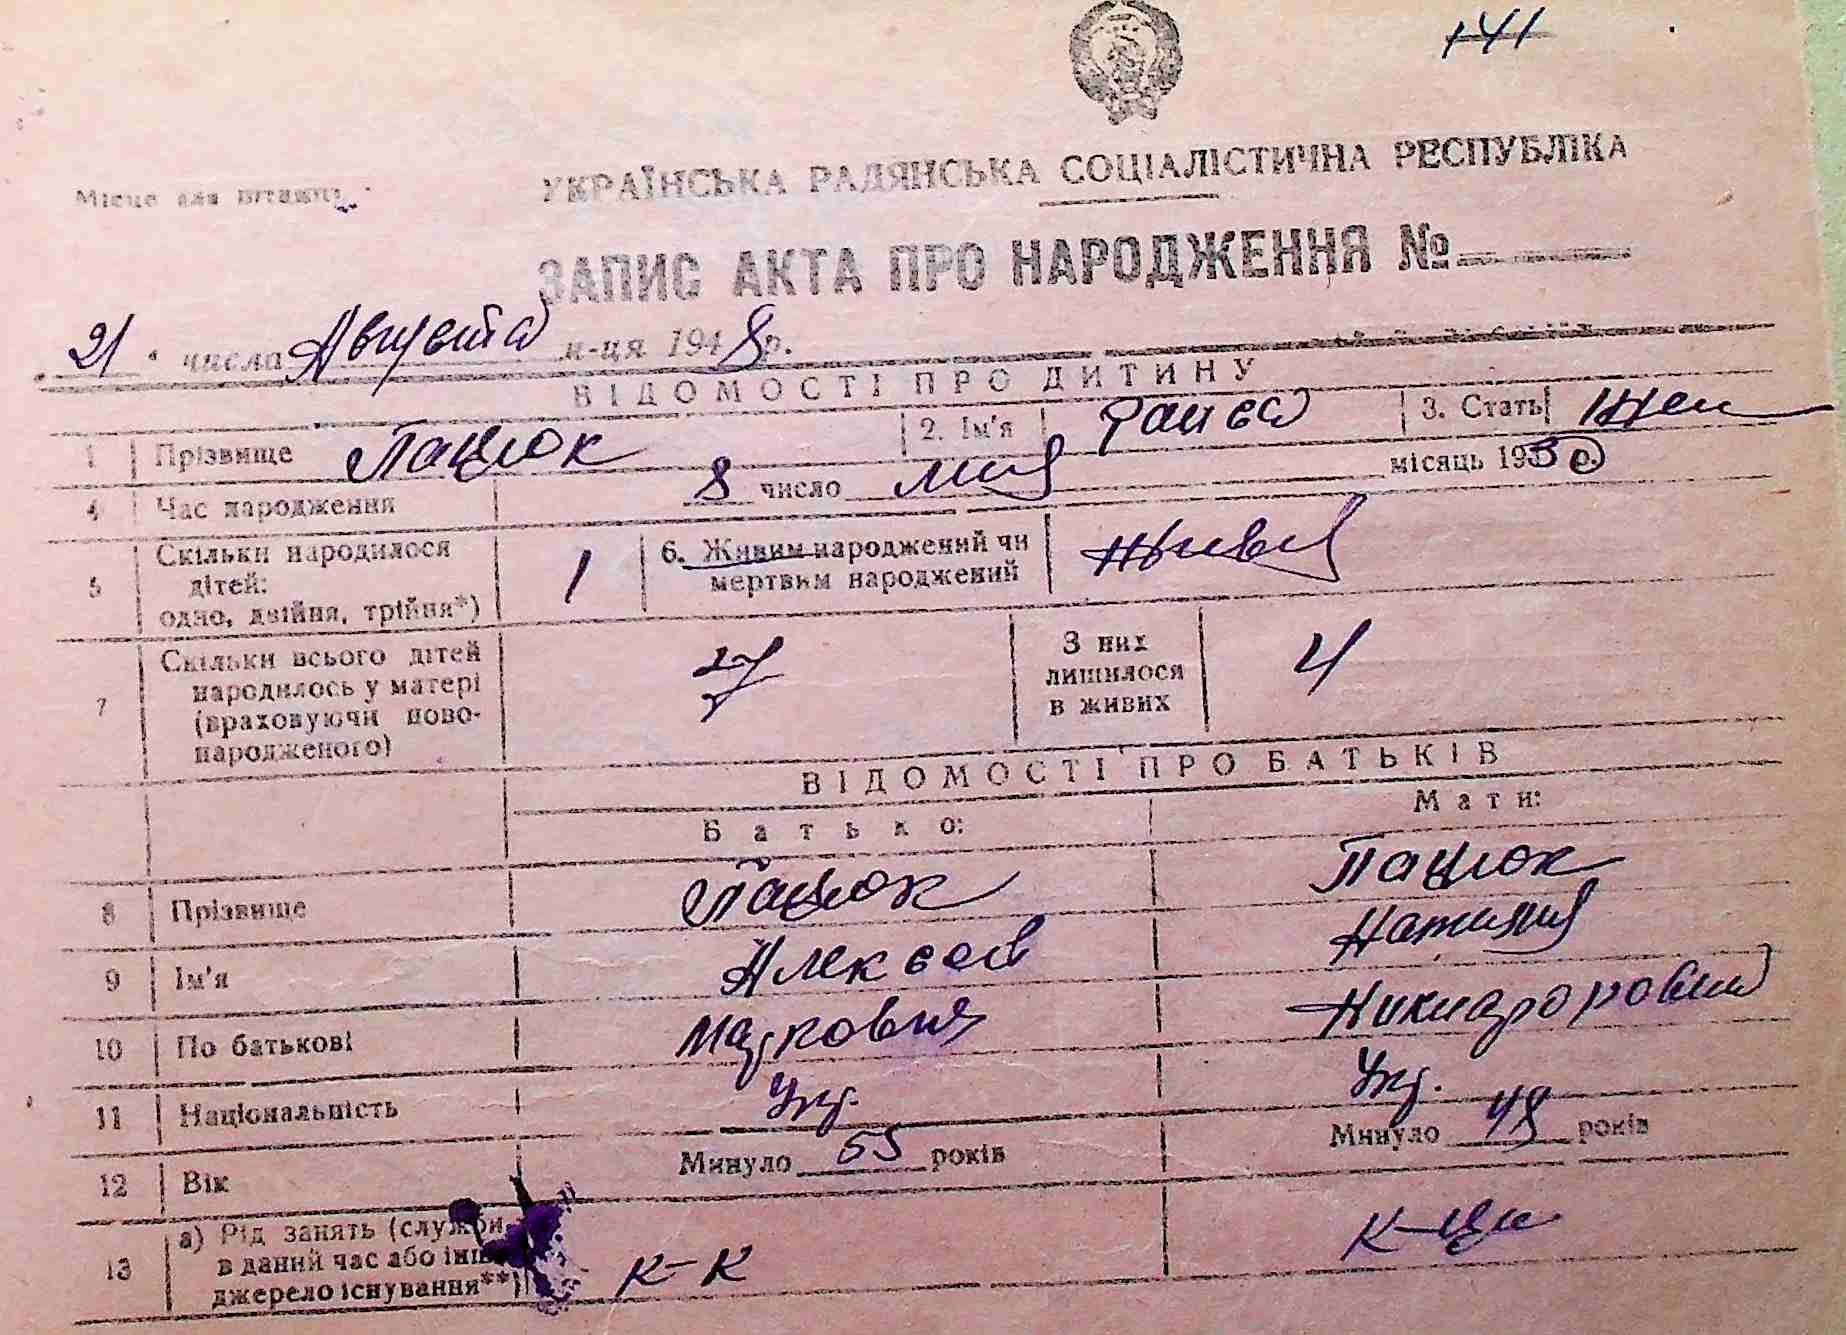 141
УКРАЇНСЬКА РАДЯНСЬКА СОЦІАЛІСТИЧНА РЕСПУБЛІКА
Місце для
ЗАПИС АКТА ПРО НАРОДЖЕННЯ №
21 числа Августа м-ця 1948 р.
ВІДОМОСТІ ПРО ДИТИНУ
1 Прізвище Пацюк 2. Ім'я Раиса 3. Стать Жен
4 Час народження 8 число мая місяць 193
5 Скільки народилося дітей: одно, двійня, трійня*) 1 6. Живим народжений чи мертвим народжений живая
7 Скільки всього дітей народилось у матері (враховуючи новонародженого) 7 З них лишилося в живих 4
ВІДОМОСТІ ПРО БАТЬКІВ
Батько: Мати:
8 Прізвище Пацюк Пацюк
9 Ім'я Алексей Наталия
10 По батькові Маркович Никифоровна
11 Національність Укр. Укр.
12 Вік Минуло 55 років Минуло 48 років
13 а) Рід занять (служби в даний час або інше джерело існування**) к-к к-ца